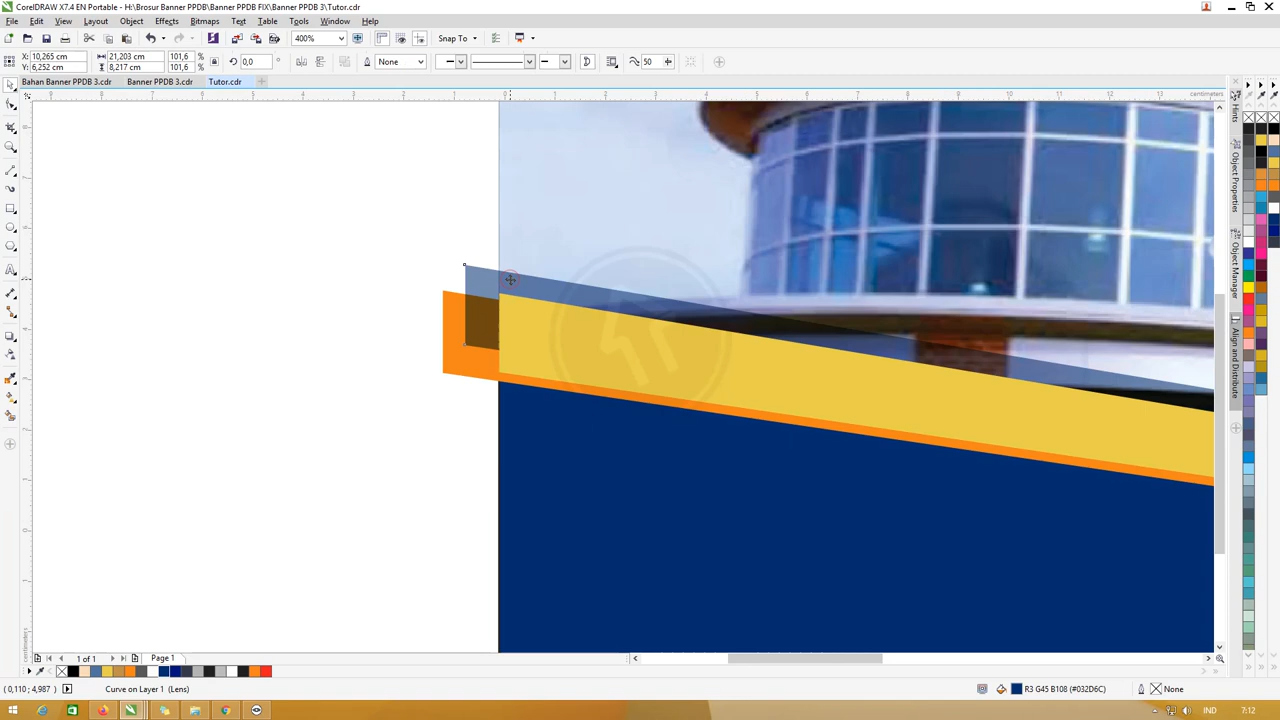 CorelDRAW X7.4 EN Portable - H:\Brosur Banner PPDB\Banner PPDB FIX\Banner PPDB 3\Tutor.cdr
File Edit View Layout Object Effects Bitmaps Text Table Tools Window Help
400% Snap To
X: 10,265 cm 21,203 cm 101,6 % 0,0 ° None 50
Y: 6,252 cm 8,217 cm 101,6 %
Bahan Banner PPDB 3.cdr Banner PPDB 3.cdr Tutor.cdr
centimeters
Hints
Object Properties
Object Manager
Align and Distribute
centimeters
1 of 1 Page 1
( 0,110 ; 4,987 ) Curve on Layer 1 (Lens) R3 G45 B108 (#032D6C) None
IND 7:12